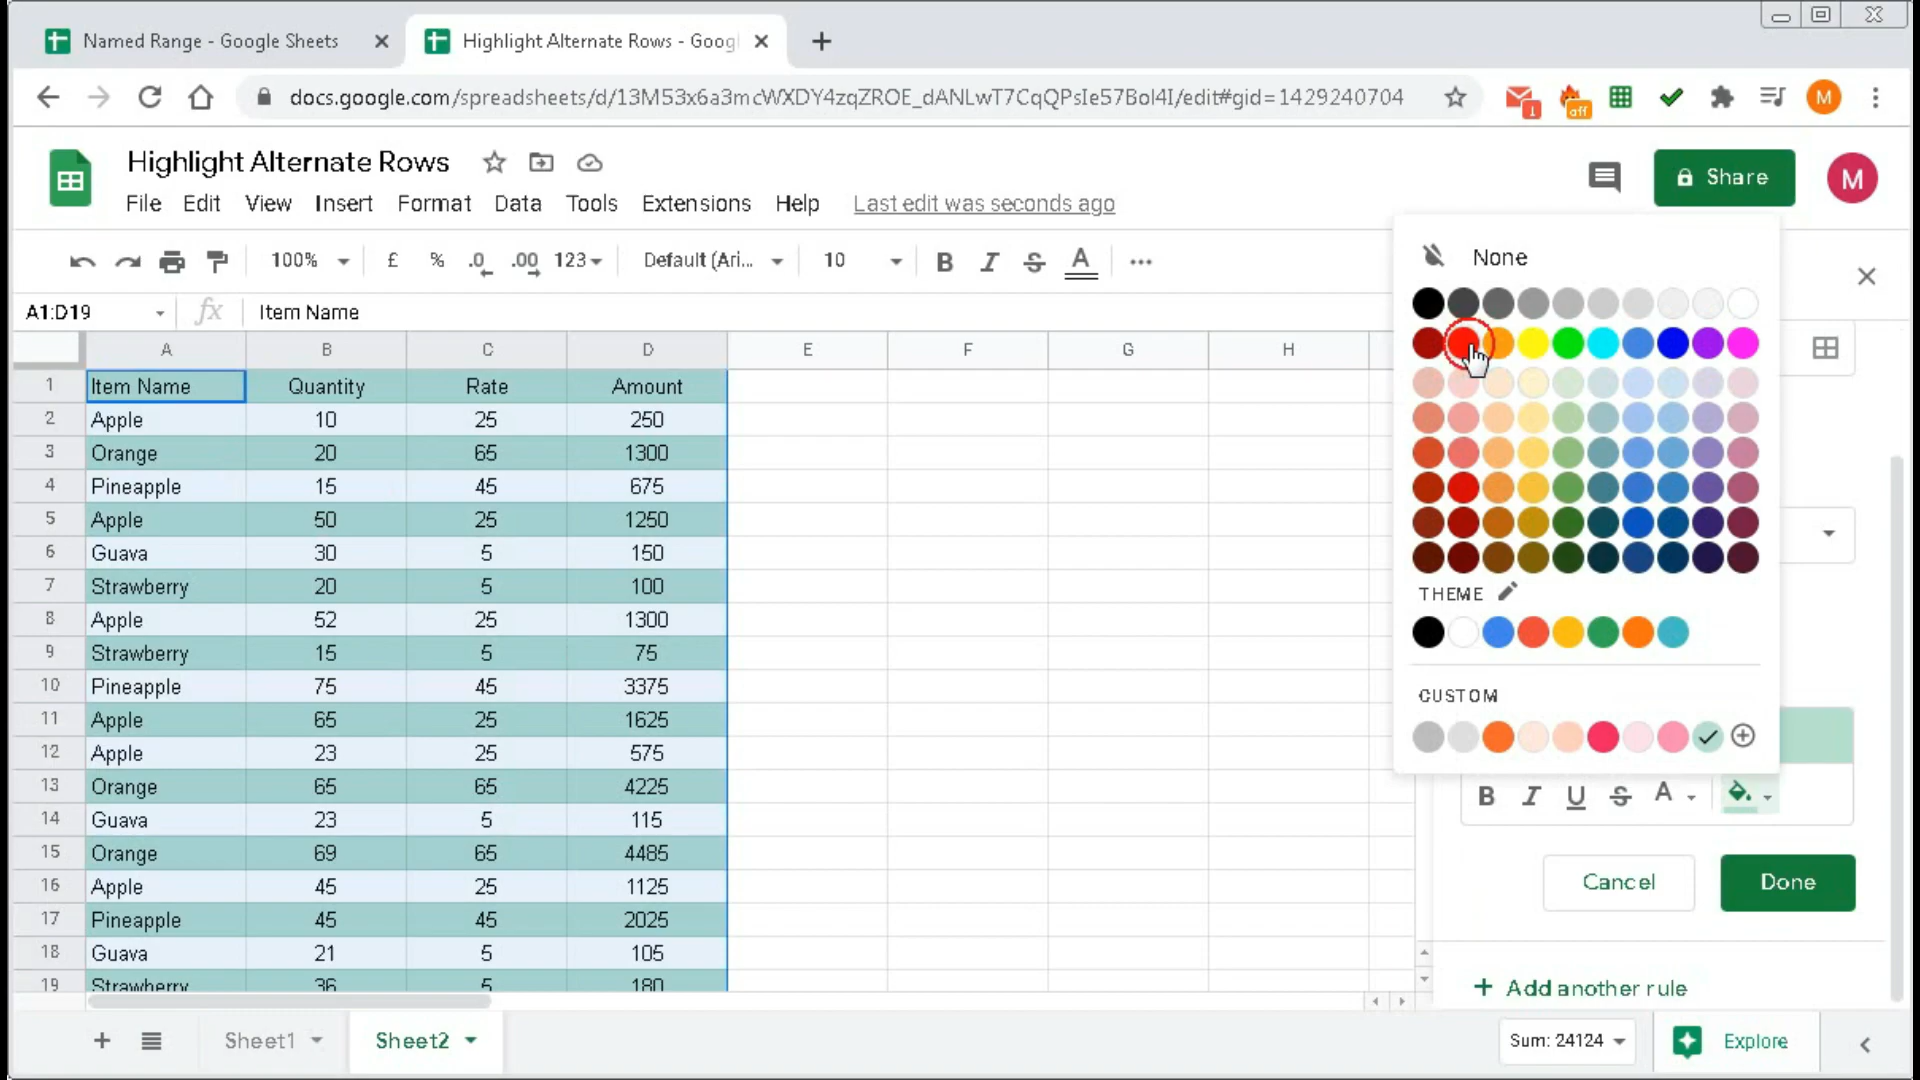 Named Range - Google Sheets
Highlight Alternate Rows - Goog
docs.google.com/spreadsheets/d/13M53x6a3mcWXDY4zqZROE_dANLwT7CqQPsIe57Bol4I/edit#gid=1429240704
1
off
M
Highlight Alternate Rows
Share
M
File Edit View Insert Format Data Tools Extensions Help Last edit was seconds ago
100% £ % .0 .00 123 Default (Ari... 10 B I S A ...
None
A1:D19 fx Item Name
A B C D E F G H
1 Item Name Quantity Rate Amount
2 Apple 10 25 250
3 Orange 20 65 1300
4 Pineapple 15 45 675
5 Apple 50 25 1250
6 Guava 30 5 150
7 Strawberry 20 5 100
8 Apple 52 25 1300
9 Strawberry 15 5 75
10 Pineapple 75 45 3375
11 Apple 65 25 1625
12 Apple 23 25 575
13 Orange 65 65 4225
14 Guava 23 5 115
15 Orange 69 65 4485
16 Apple 45 25 1125
17 Pineapple 45 45 2025
18 Guava 21 5 105
19 Strawberry 36 5 180
THEME
CUSTOM
B I U S A
Cancel Done
+ Add another rule
Sheet1 Sheet2
Sum: 24124
Explore